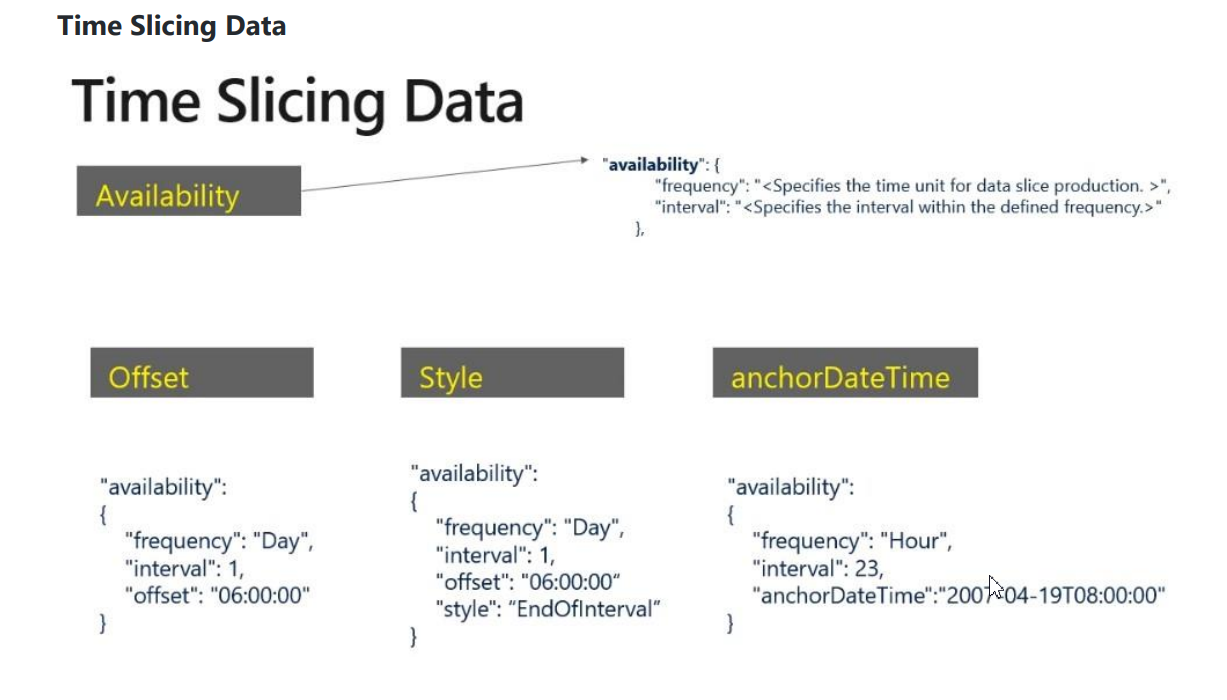 Time Slicing Data
Time Slicing Data
Availability
"availability": {
"frequency": "<Specifies the time unit for data slice production. >",
"interval": "<Specifies the interval within the defined frequency.>"
},
Offset
Style
anchorDateTime
"availability":
{
"frequency": "Day",
"interval": 1,
"offset": "06:00:00"
}
"availability":
{
"frequency": "Day",
"interval": 1,
"offset": "06:00:00”
"style": “EndOfInterval”
}
"availability":
{
"frequency": "Hour",
"interval": 23,
"anchorDateTime":"2007-04-19T08:00:00"
}